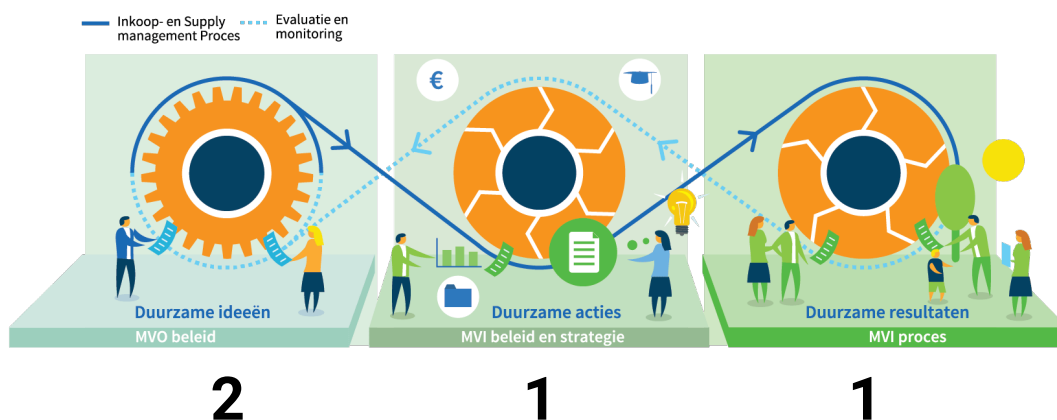 Inkoop- en Supply
management Proces
Evaluatie en
monitoring
€
Duurzame ideeën
Duurzame acties
Duurzame resultaten
MVO beleid
MVI beleid en strategie
MVI proces
2
1
1